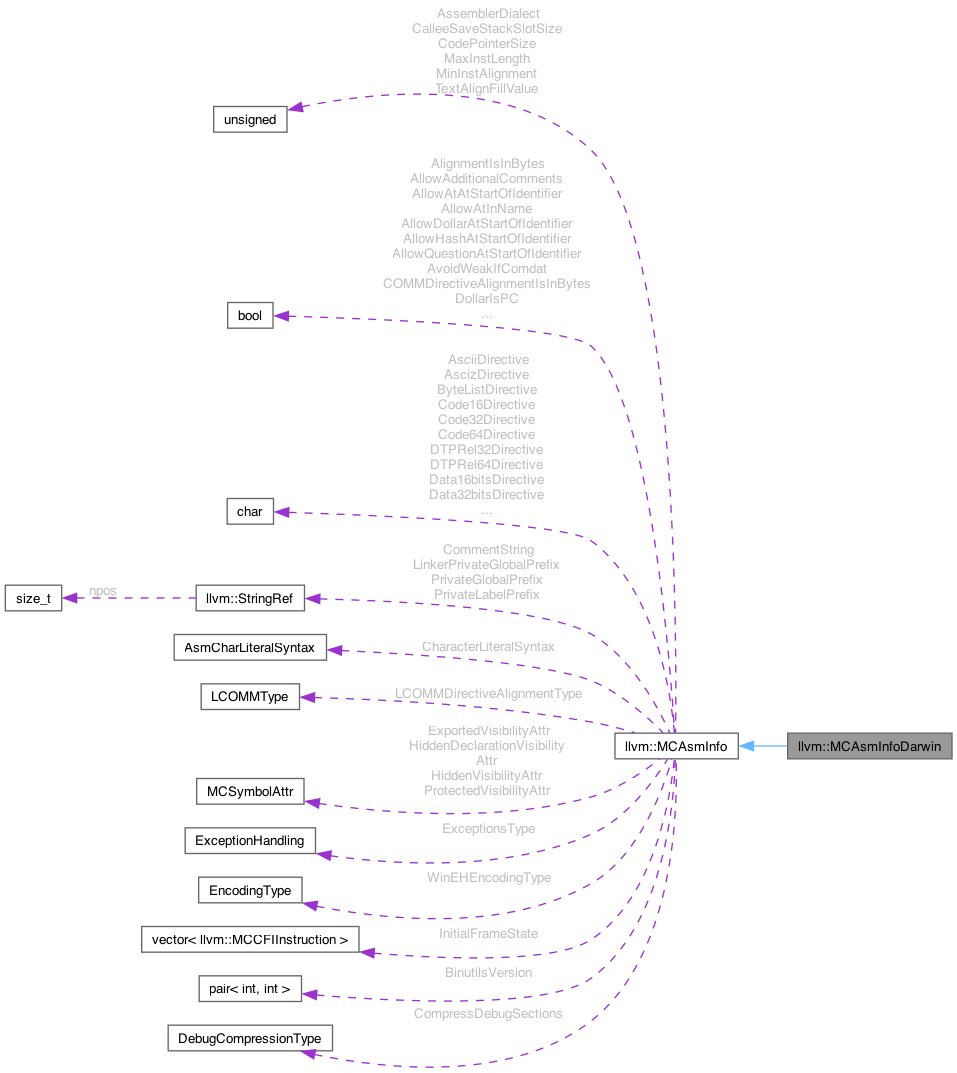 AssemblerDialect
CalleeSaveStackSlotSize
CodePointerSize
MaxInstLength
MinInstAlignment
TextAlignFillValue
unsigned
AlignmentIsInBytes
AllowAdditionalComments
AllowAtAtStartOfIdentifier
AllowAtInName
AllowDollarAtStartOfIdentifier
AllowHashAtStartOfIdentifier
AllowQuestionAtStartOfIdentifier
AvoidWeakIfComdat
COMMDirectiveAlignmentIsInBytes
DollarIsPC
...
bool
AsciiDirective
AscizDirective
ByteListDirective
Code16Directive
Code32Directive
Code64Directive
DTPRel32Directive
DTPRel64Directive
Data16bitsDirective
Data32bitsDirective
...
char
CommentString
LinkerPrivateGlobalPrefix
PrivateGlobalPrefix
PrivateLabelPrefix
size_t
npos
llvm::StringRef
AsmCharLiteralSyntax
CharacterLiteralSyntax
LCOMMType
LCOMMDirectiveAlignmentType
ExportedVisibilityAttr
HiddenDeclarationVisibility
Attr
HiddenVisibilityAttr
ProtectedVisibilityAttr
llvm::MCAsmInfo
llvm::MCAsmInfoDarwin
MCSymbolAttr
ExceptionsType
ExceptionHandling
WinEHEncodingType
EncodingType
InitialFrameState
vector< llvm::MCCFIInstruction >
BinutilsVersion
pair< int, int >
CompressDebugSections
DebugCompressionType